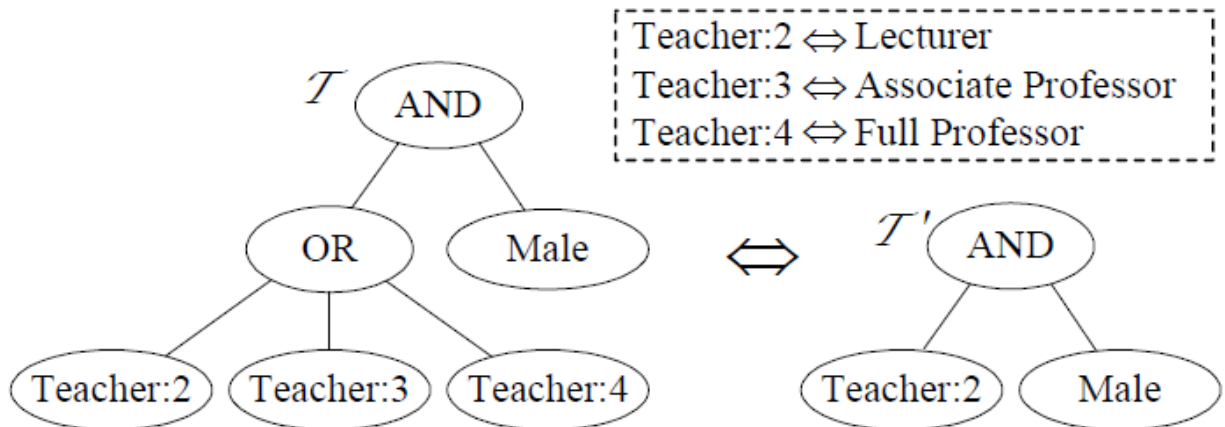 Teacher:2 ⇔ Lecturer
Teacher:3 ⇔ Associate Professor
Teacher:4 ⇔ Full Professor
𝒯 AND
OR Male
Teacher:2 Teacher:3 Teacher:4
⇔
𝒯' AND
Teacher:2 Male